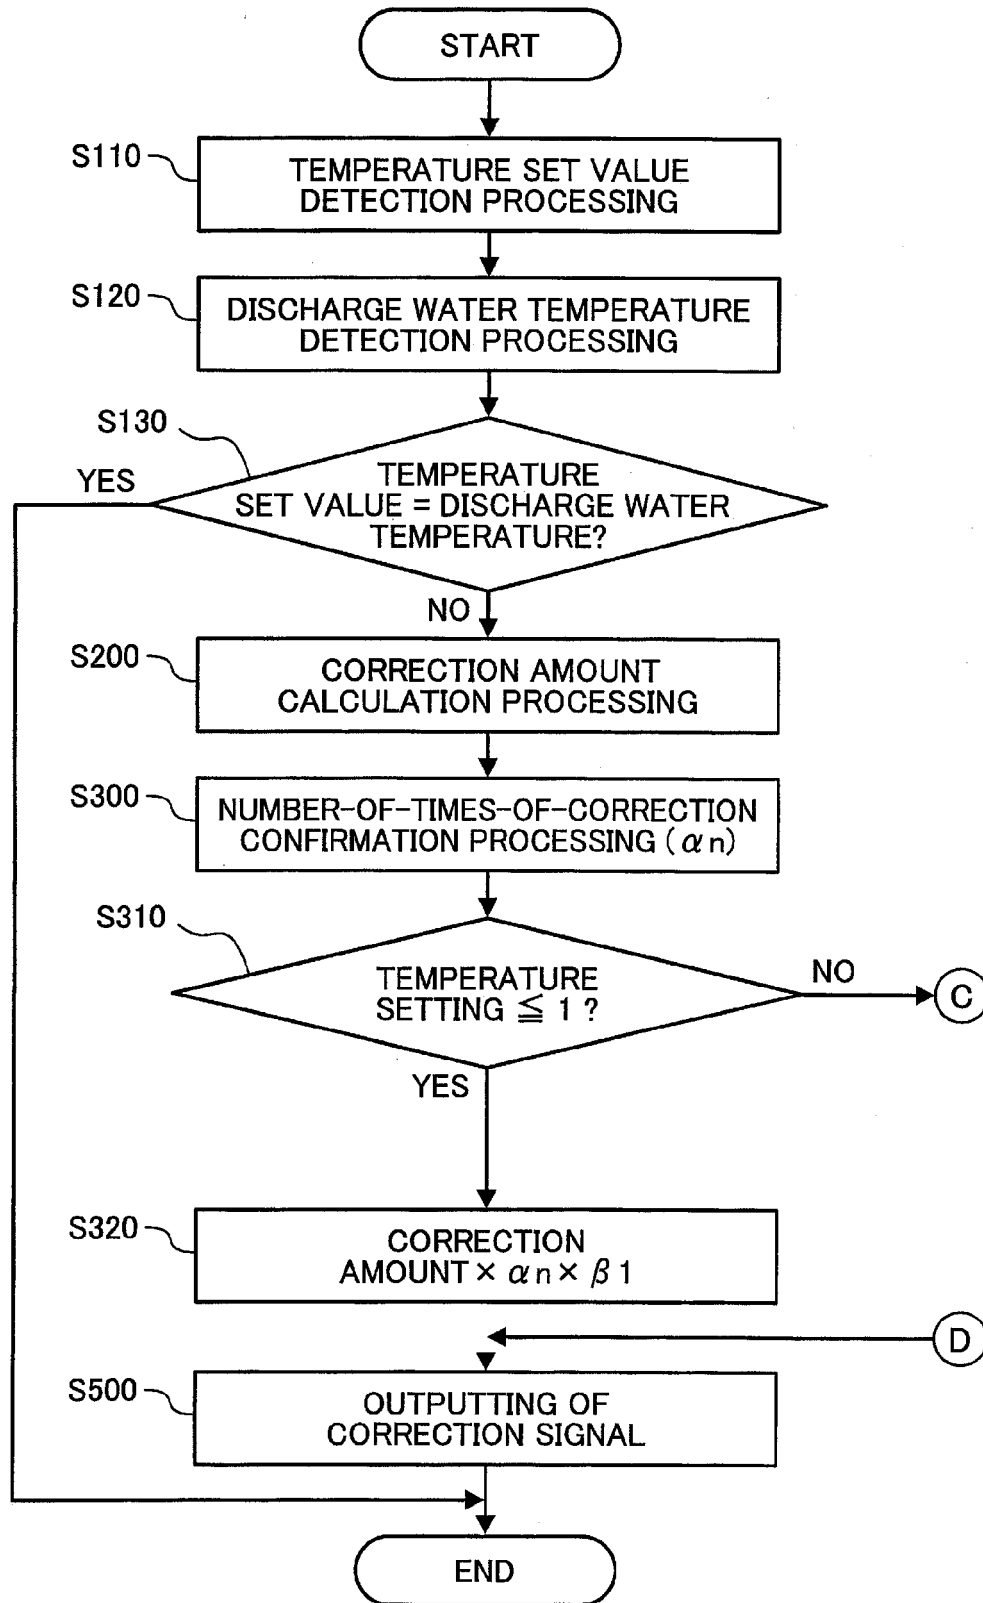 START
S110
TEMPERATURE SET VALUE
DETECTION PROCESSING
S120
DISCHARGE WATER TEMPERATURE
DETECTION PROCESSING
S130
YES
TEMPERATURE
SET VALUE = DISCHARGE WATER
TEMPERATURE?
NO
S200
CORRECTION AMOUNT
CALCULATION PROCESSING
S300
NUMBER-OF-TIMES-OF-CORRECTION
CONFIRMATION PROCESSING (αn)
S310
TEMPERATURE
SETTING ≦ 1 ?
NO
C
YES
S320
CORRECTION
AMOUNT × αn × β1
D
S500
OUTPUTTING OF
CORRECTION SIGNAL
END